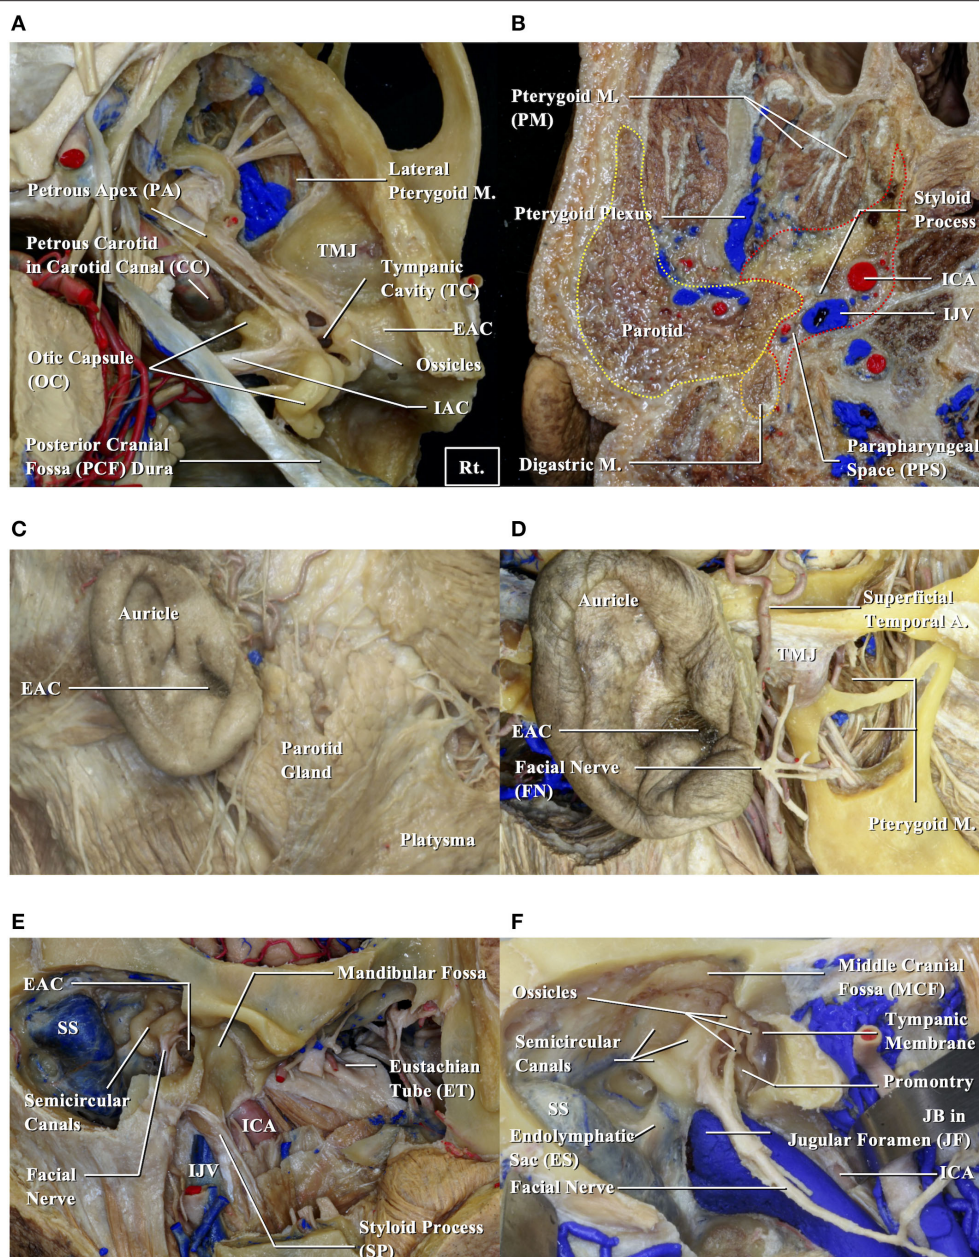 A
Petrous Apex (PA)
Petrous Carotid
in Carotid Canal (CC)
Otic Capsule
(OC)
Posterior Cranial
Fossa (PCF) Dura
Lateral
Pterygoid M.
TMJ
Tympanic
Cavity (TC)
EAC
Ossicles
IAC
Rt.
B
Pterygoid M.
(PM)
Pterygoid Plexus
Parotid
Digastric M.
Styloid
Process
ICA
IJV
Parapharyngeal
Space (PPS)
C
Auricle
EAC
Parotid
Gland
Platysma
D
Auricle
EAC
Facial Nerve
(FN)
Superficial
Temporal A.
TMJ
Pterygoid M.
E
EAC
SS
Semicircular
Canals
Facial
Nerve
Mandibular Fossa
Eustachian
Tube (ET)
ICA
IJV
Styloid Process
(SP)
F
Ossicles
Semicircular
Canals
SS
Endolymphatic
Sac (ES)
Facial Nerve
Middle Cranial
Fossa (MCF)
Tympanic
Membrane
Promontry
JB in
Jugular Foramen (JF)
ICA